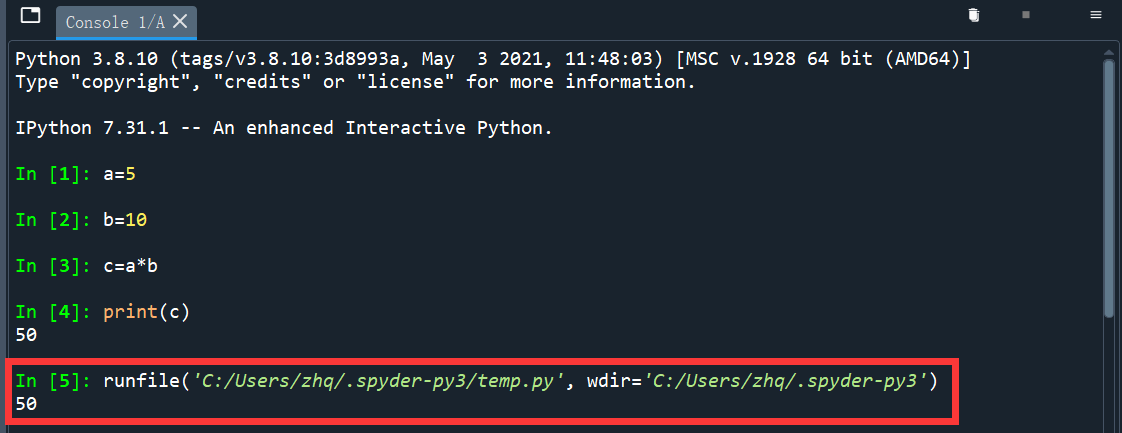 Console 1/A
Python 3.8.10 (tags/v3.8.10:3d8993a, May  3 2021, 11:48:03) [MSC v.1928 64 bit (AMD64)]
Type "copyright", "credits" or "license" for more information.
IPython 7.31.1 -- An enhanced Interactive Python.
In [1]: a=5
In [2]: b=10
In [3]: c=a*b
In [4]: print(c)
50
In [5]: runfile('C:/Users/zhq/.spyder-py3/temp.py', wdir='C:/Users/zhq/.spyder-py3')
50